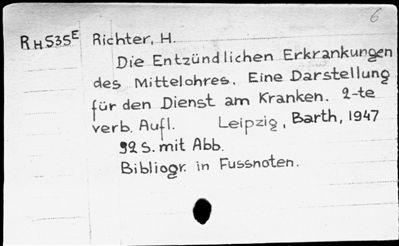 6
RH535E Richter, H.
Die Entzündlichen Erkrankungen
des Mittelohres. Eine Darstellung
für den Dienst am Kranken. 2-te
verb. Aufl. Leipzig, Barth, 1947
92 S. mit Abb.
Bibliogr. in Fussnoten.